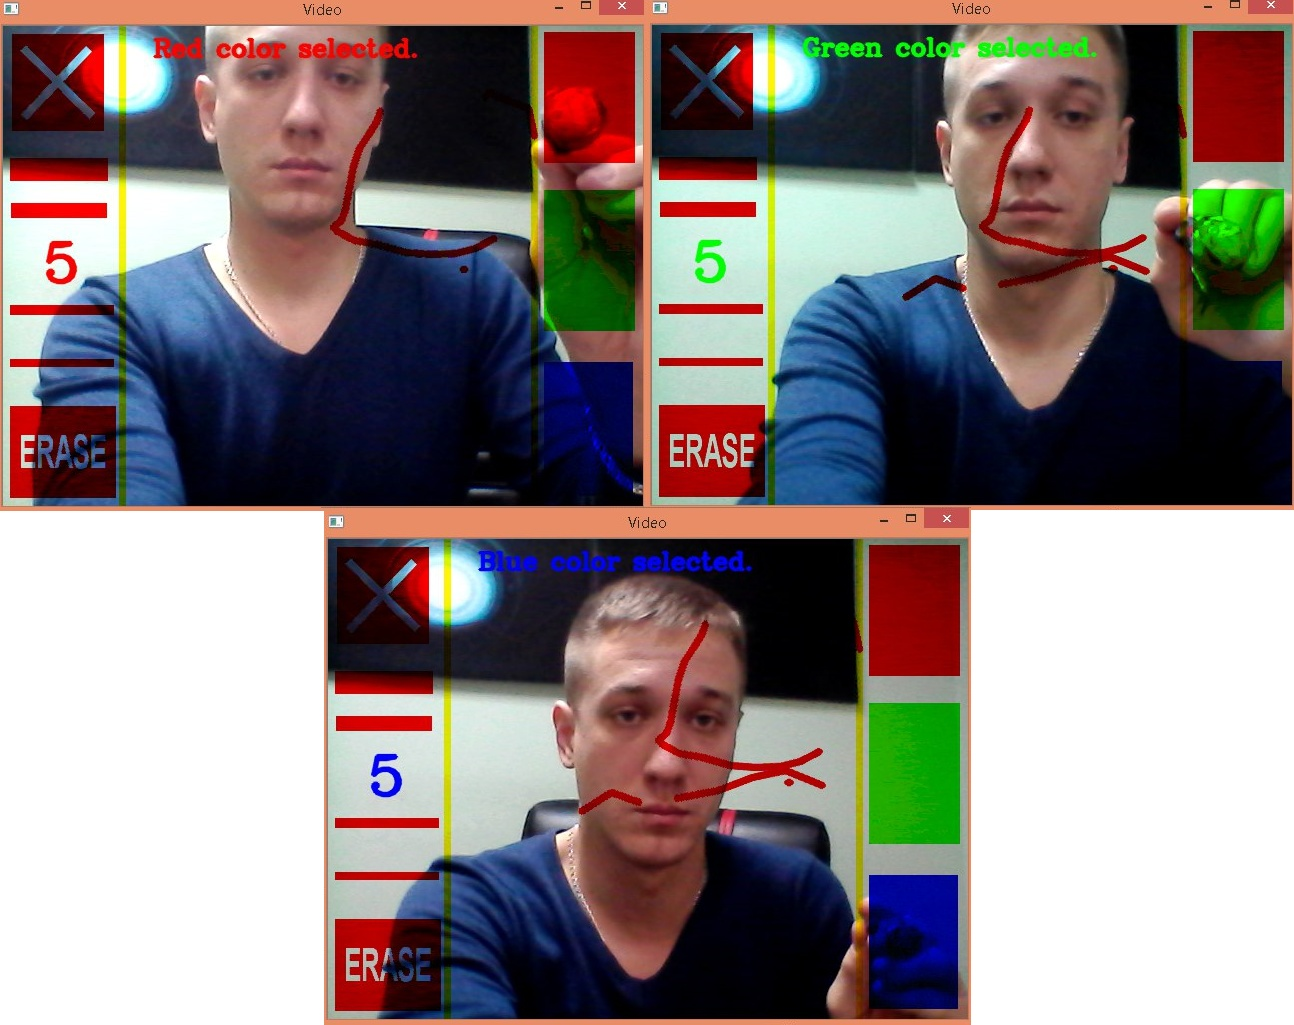 Video
Red color selected.
5
ERASE
Video
Green color selected.
5
ERASE
Video
Blue color selected.
5
ERASE